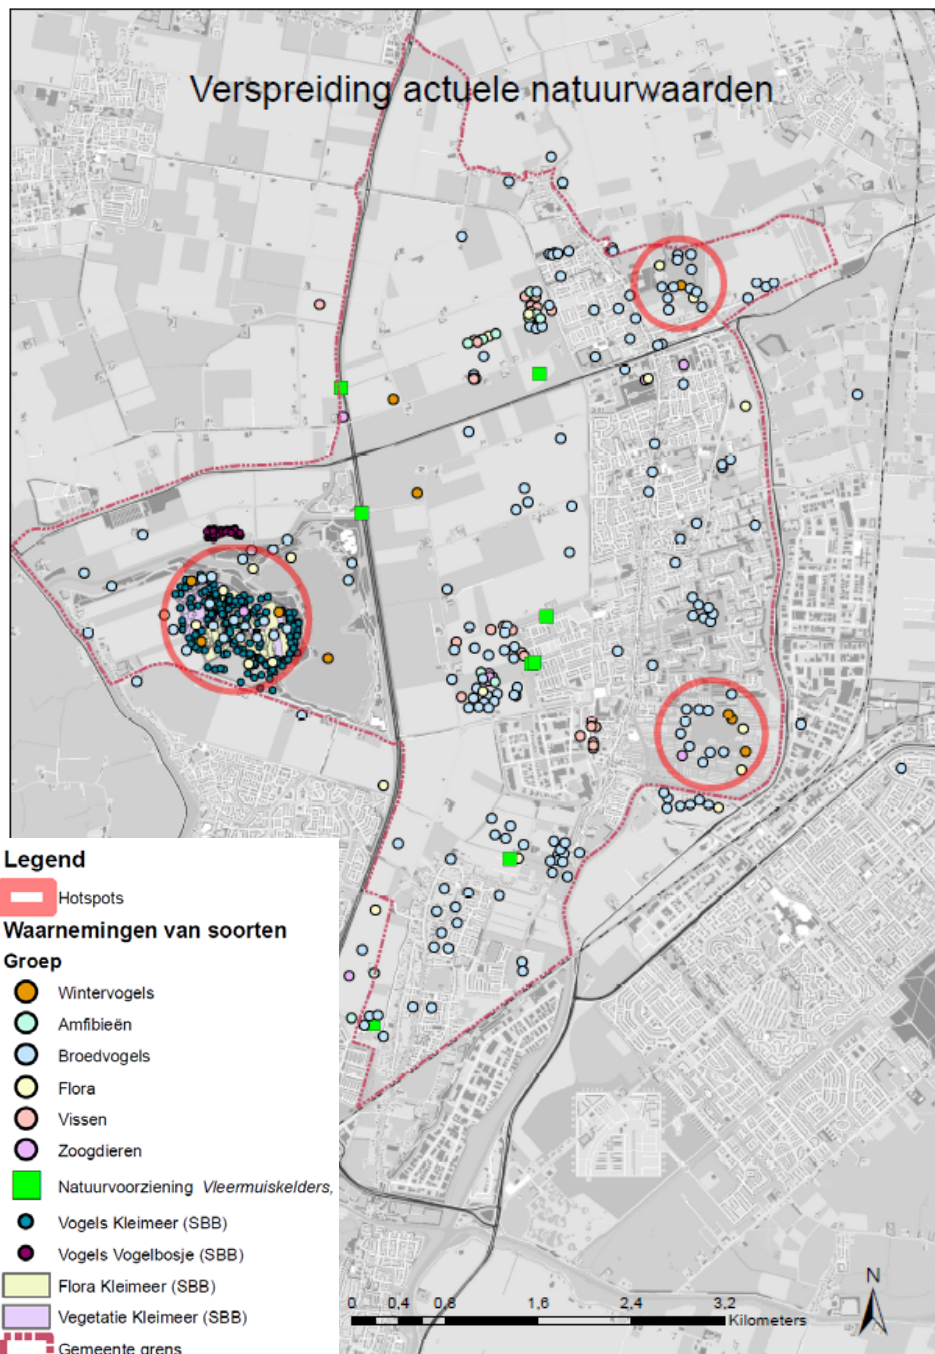 Verspreiding actuele natuurwaarden
Legend
Hotspots
Waarnemingen van soorten
Groep
Wintervogels
Amfibieën
Broedvogels
Flora
Vissen
Zoogdieren
Natuurvoorziening Vleermuiskelders,
Vogels Kleimeer (SBB)
Vogels Vogelbosje (SBB)
Flora Kleimeer (SBB)
Vegetatie Kleimeer (SBB)
Gemeente grens
N
0 0,4 0,8 1,6 2,4 3,2
Kilometers